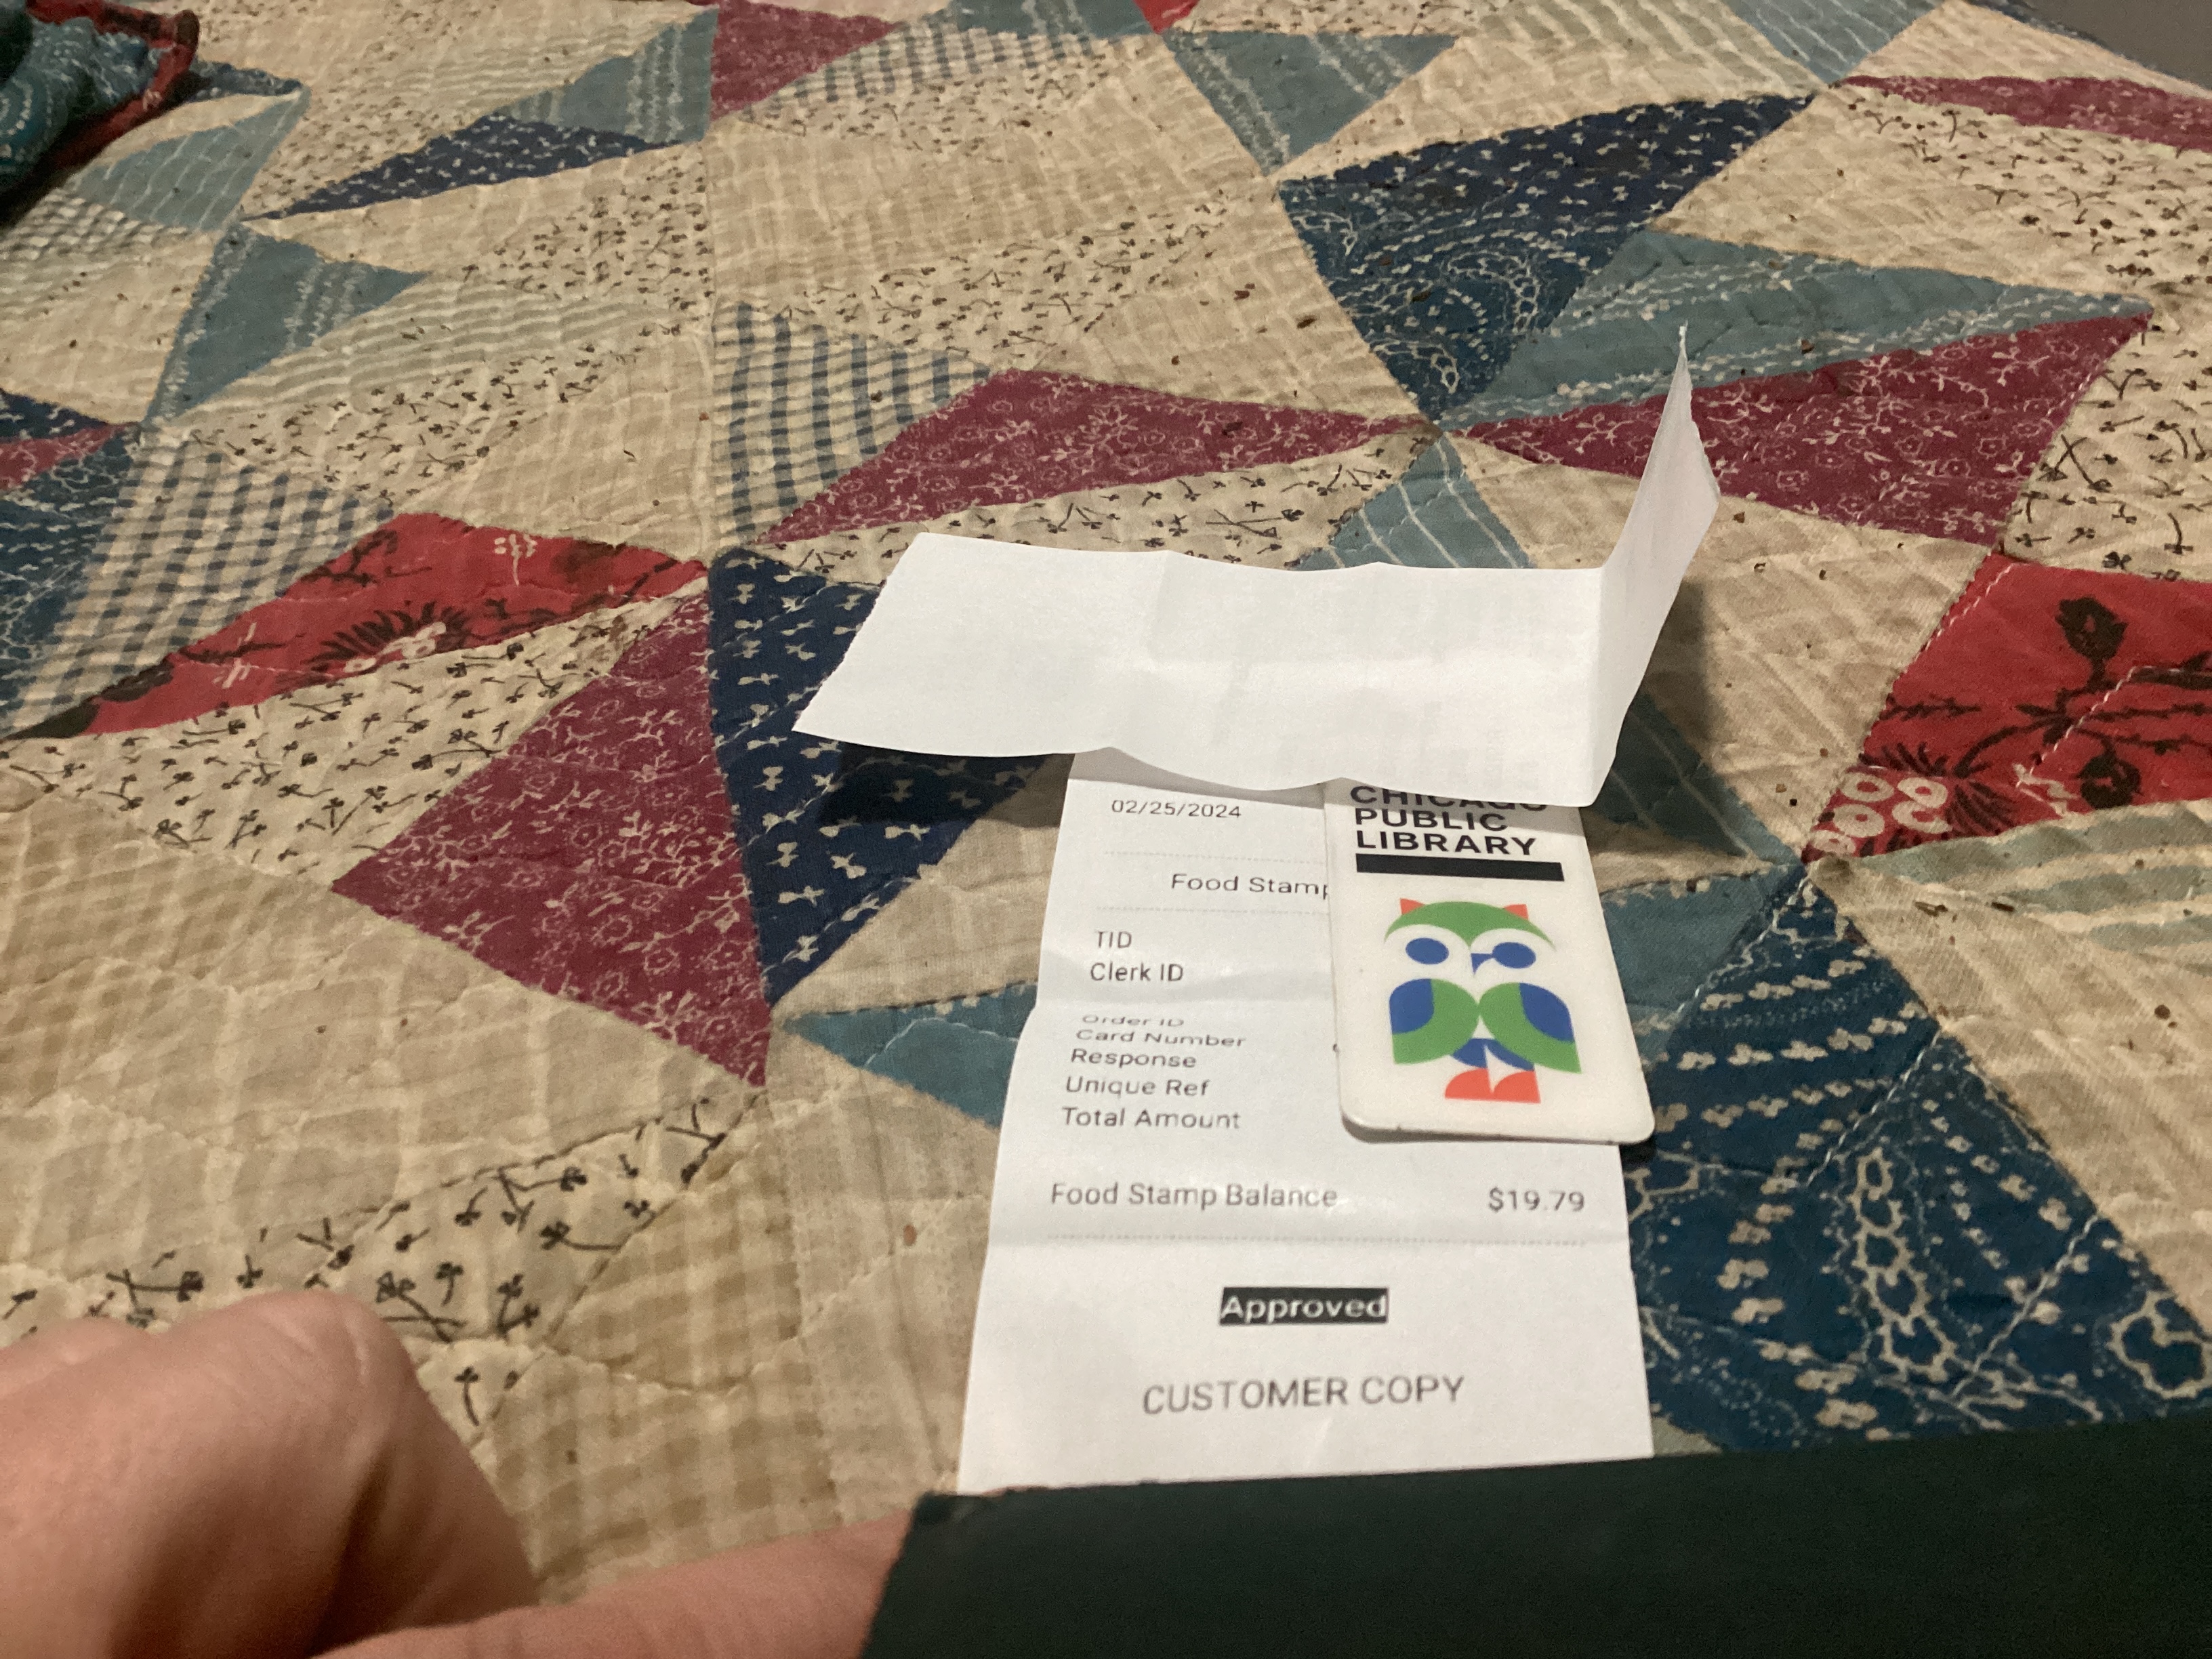 02/25/2024
Food Stamp
TID
Clerk ID
Order ID
Card Number
Response
Unique Ref
Total Amount
Food Stamp Balance $19.79
Approved
CUSTOMER COPY
CHICAGO
PUBLIC
LIBRARY